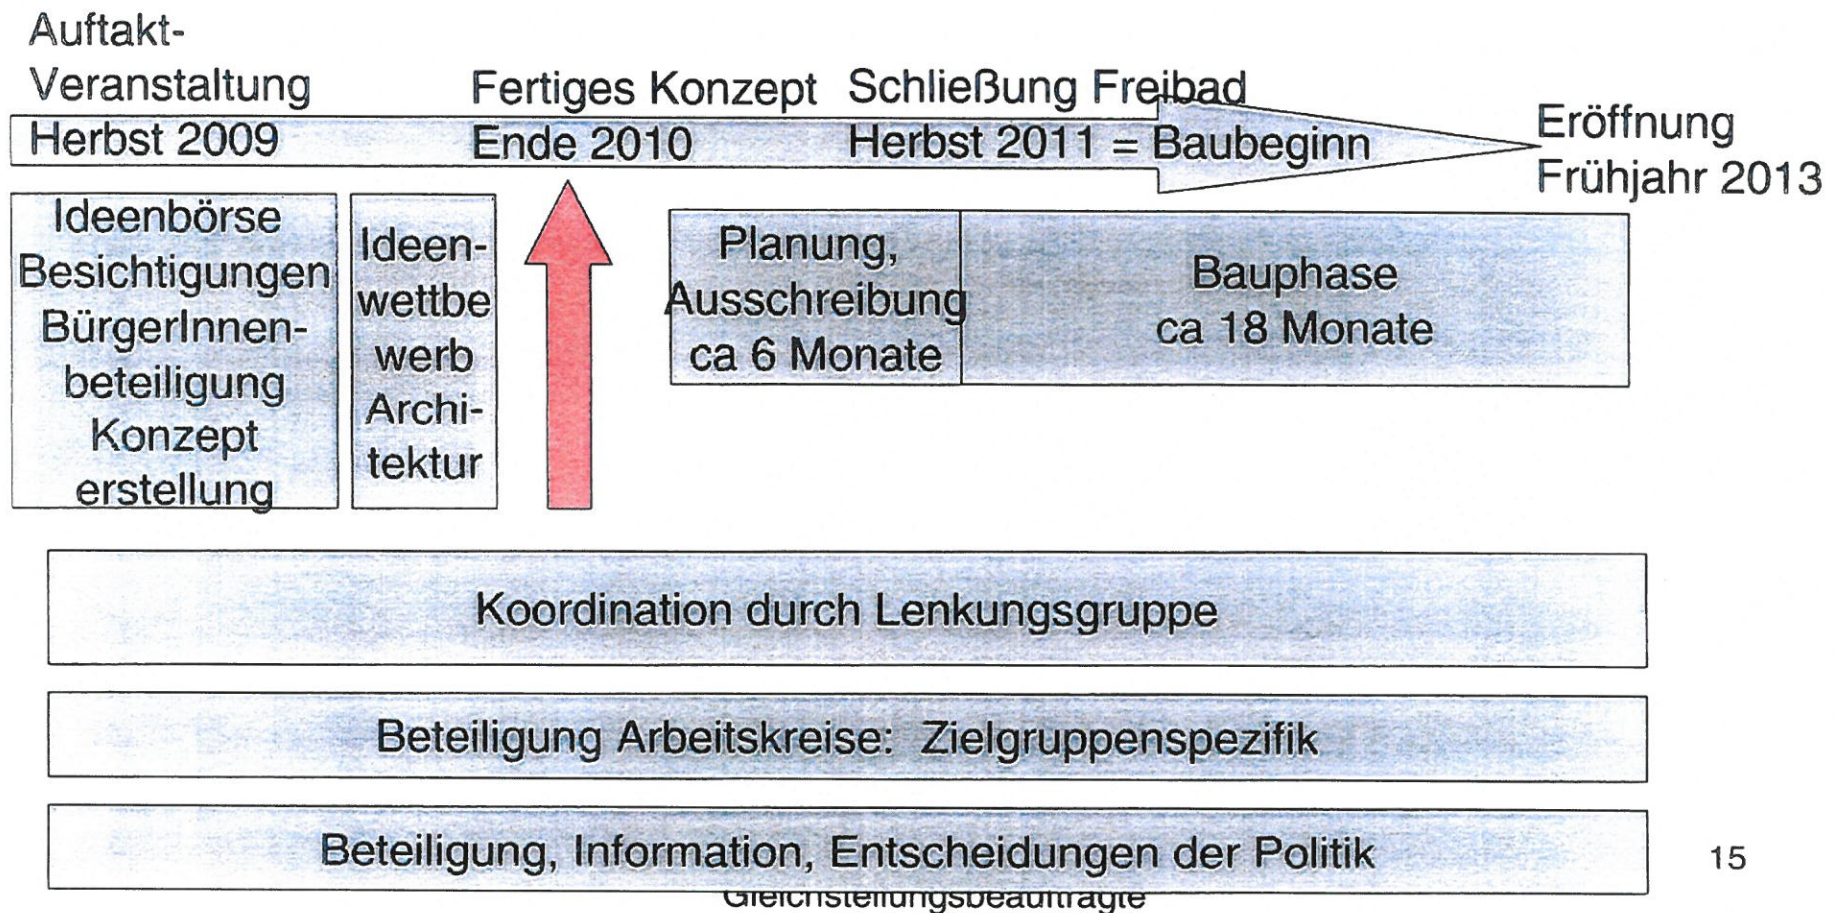 Auftakt-
Veranstaltung
Herbst 2009
Fertiges Konzept
Ende 2010
Schließung Freibad
Herbst 2011 = Baubeginn
Eröffnung
Frühjahr 2013
Ideenbörse
Besichtigungen
BürgerInnen-
beteiligung
Konzept
erstellung
Ideen-
wettbe
werb
Archi-
tektur
Planung,
Ausschreibung
ca 6 Monate
Bauphase
ca 18 Monate
Koordination durch Lenkungsgruppe
Beteiligung Arbeitskreise:  Zielgruppenspezifik
Beteiligung, Information, Entscheidungen der Politik
15
Gleichstellungsbeauftragte